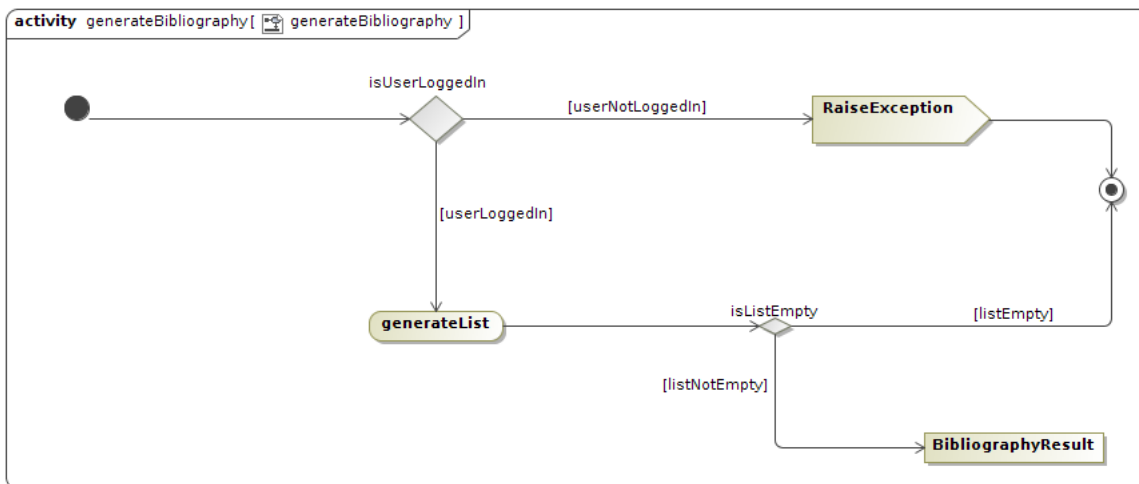 activity generateBibliography[ generateBibliography ]
isUserLoggedIn
[userNotLoggedIn]
RaiseException
[userLoggedIn]
generateList
isListEmpty
[listEmpty]
[listNotEmpty]
BibliographyResult